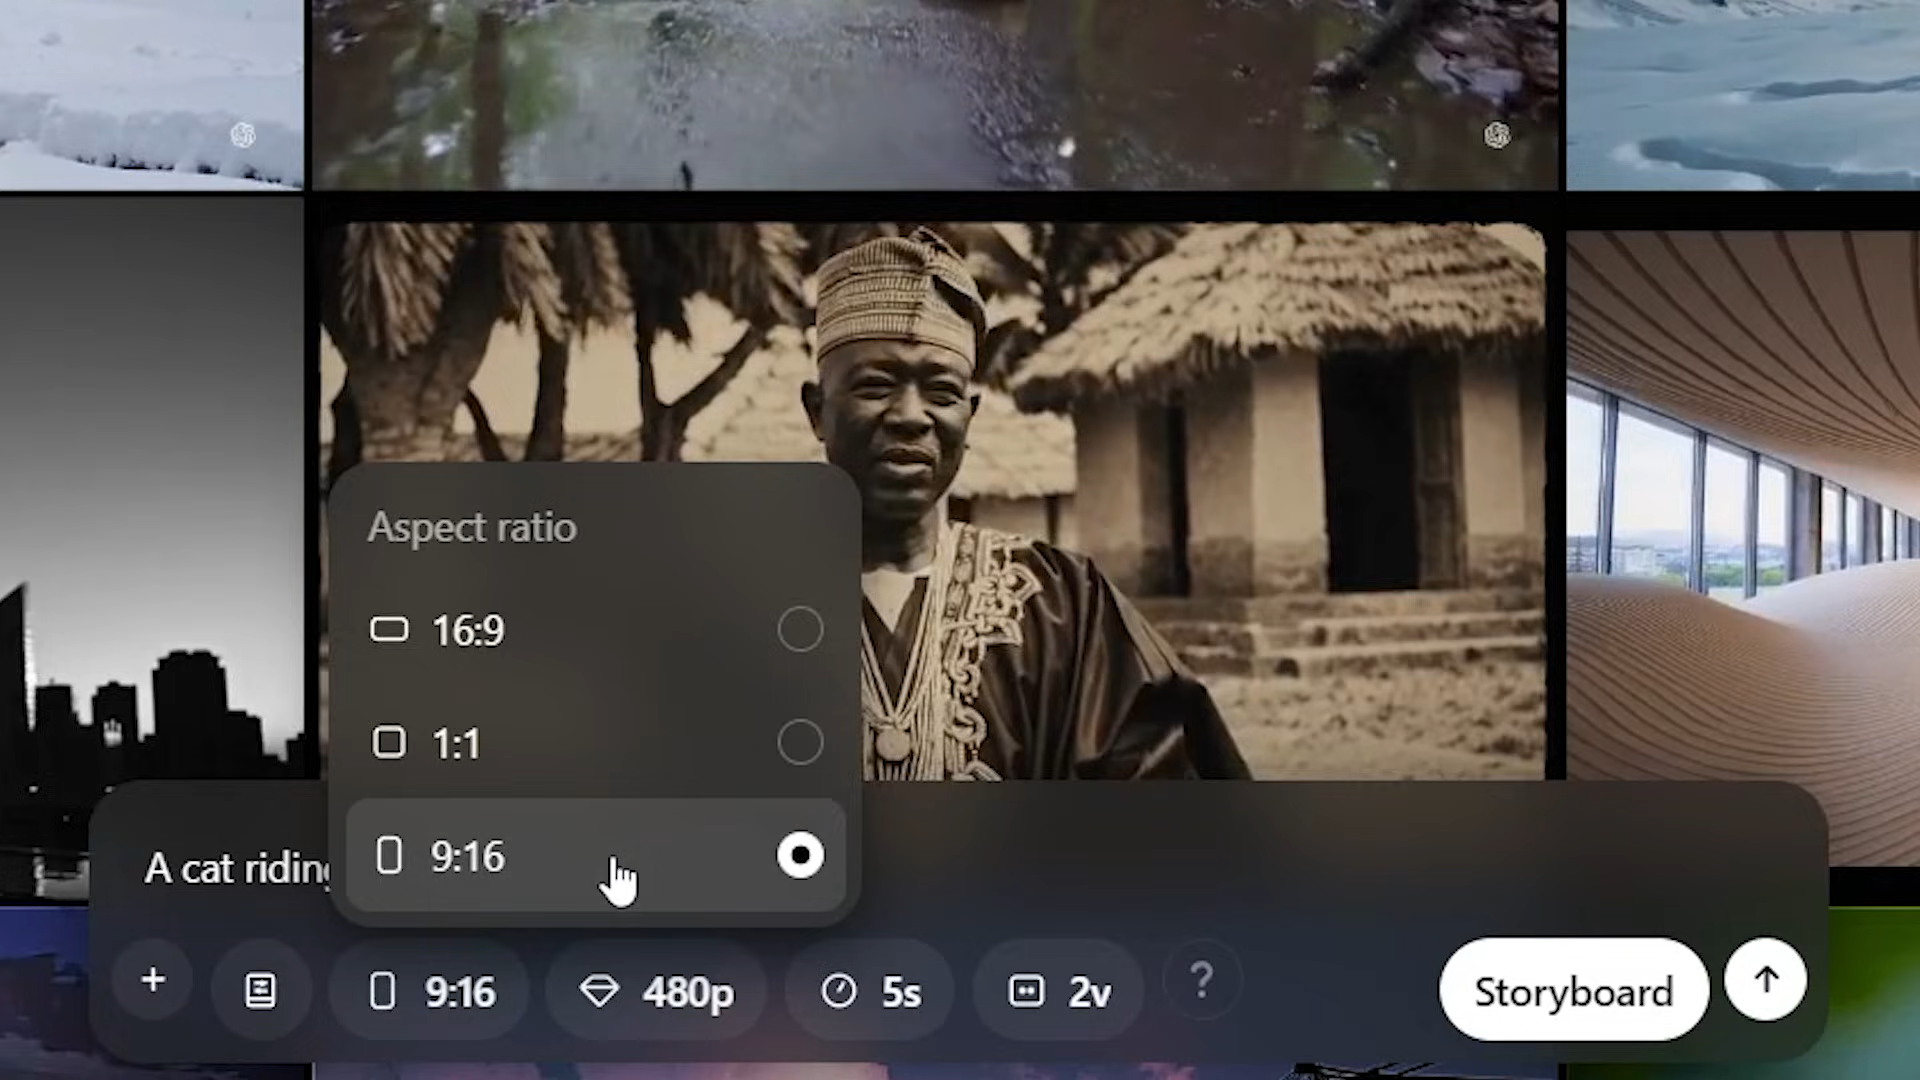 Aspect ratio
16:9
1:1
9:16
A cat riding
+
9:16
480p
5s
2v
?
Storyboard